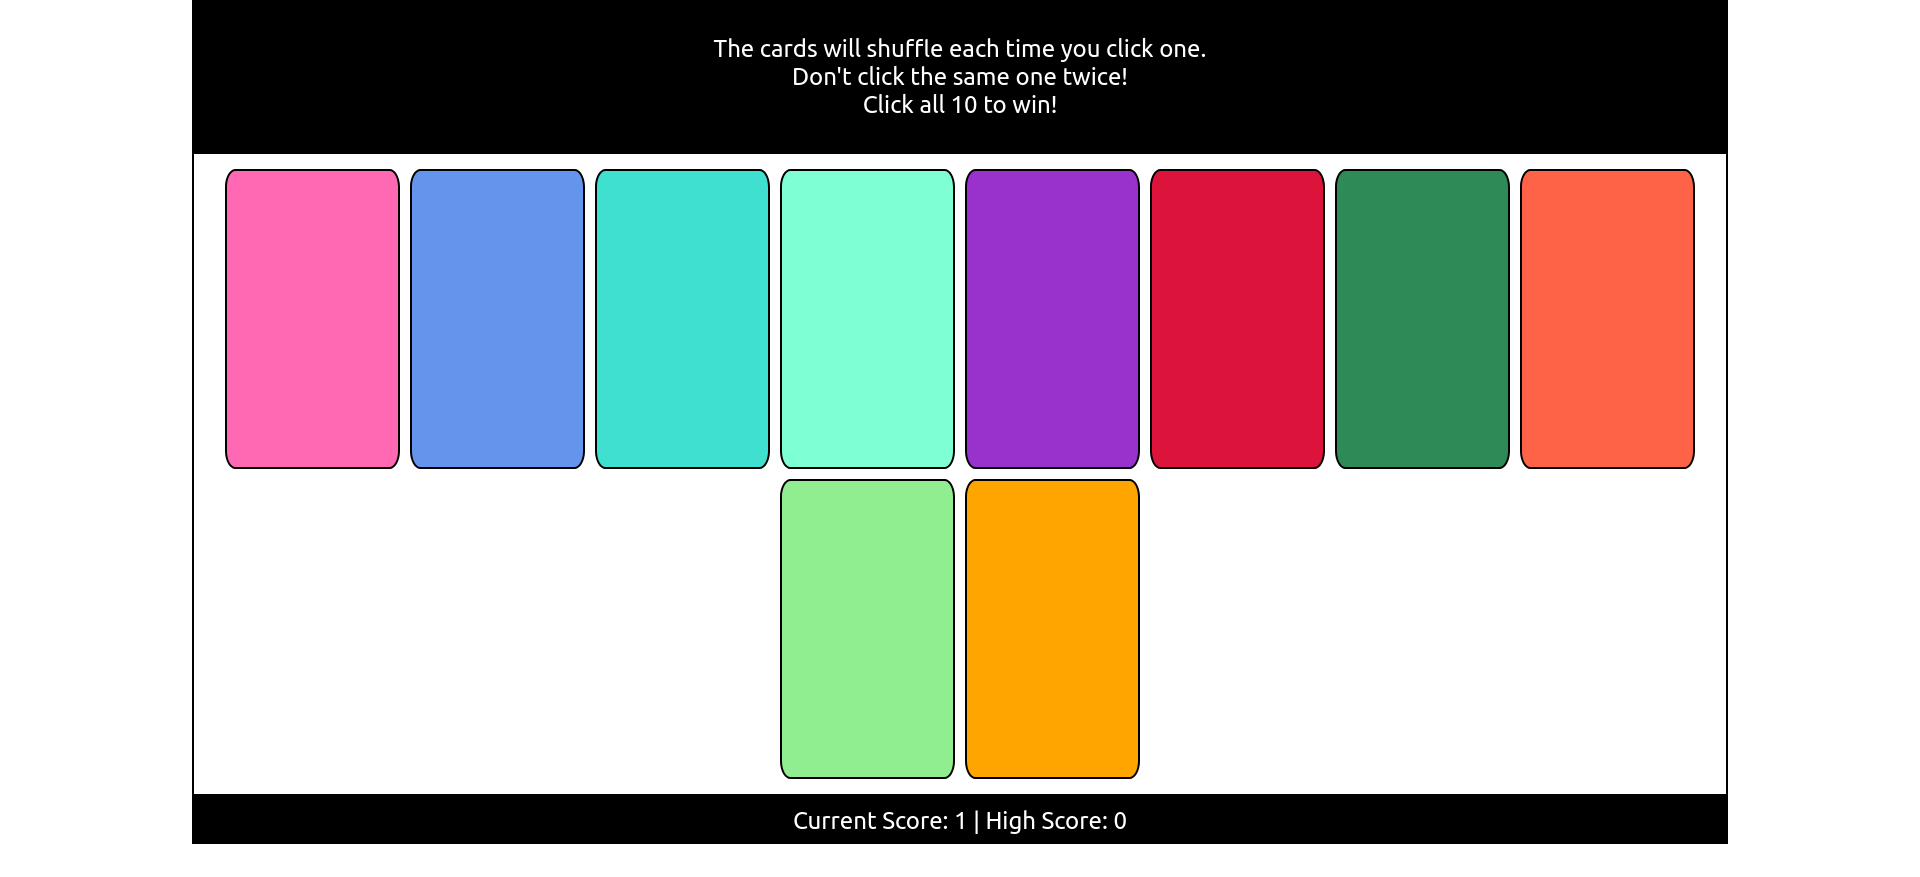 The cards will shuffle each time you click one.
Don't click the same one twice!
Click all 10 to win!
Current Score: 1 | High Score: 0